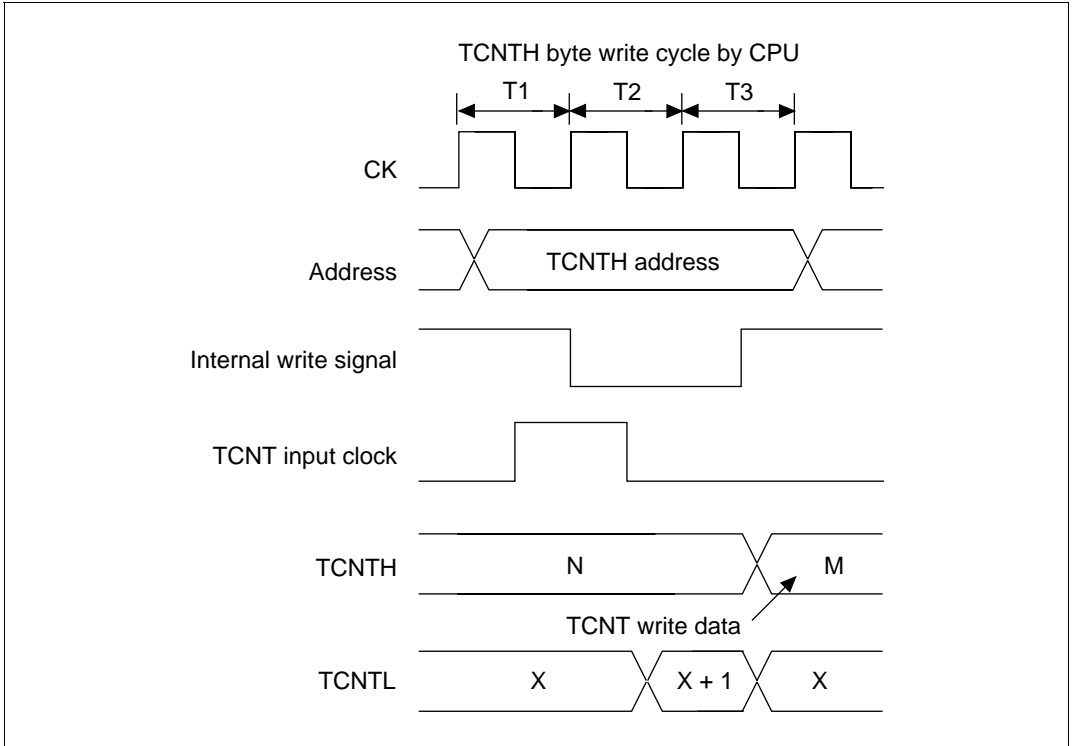 TCNTH byte write cycle by CPU
T1 T2 T3
CK
Address TCNTH address
Internal write signal
TCNT input clock
TCNTH N M
TCNT write data
TCNTL X X + 1 X